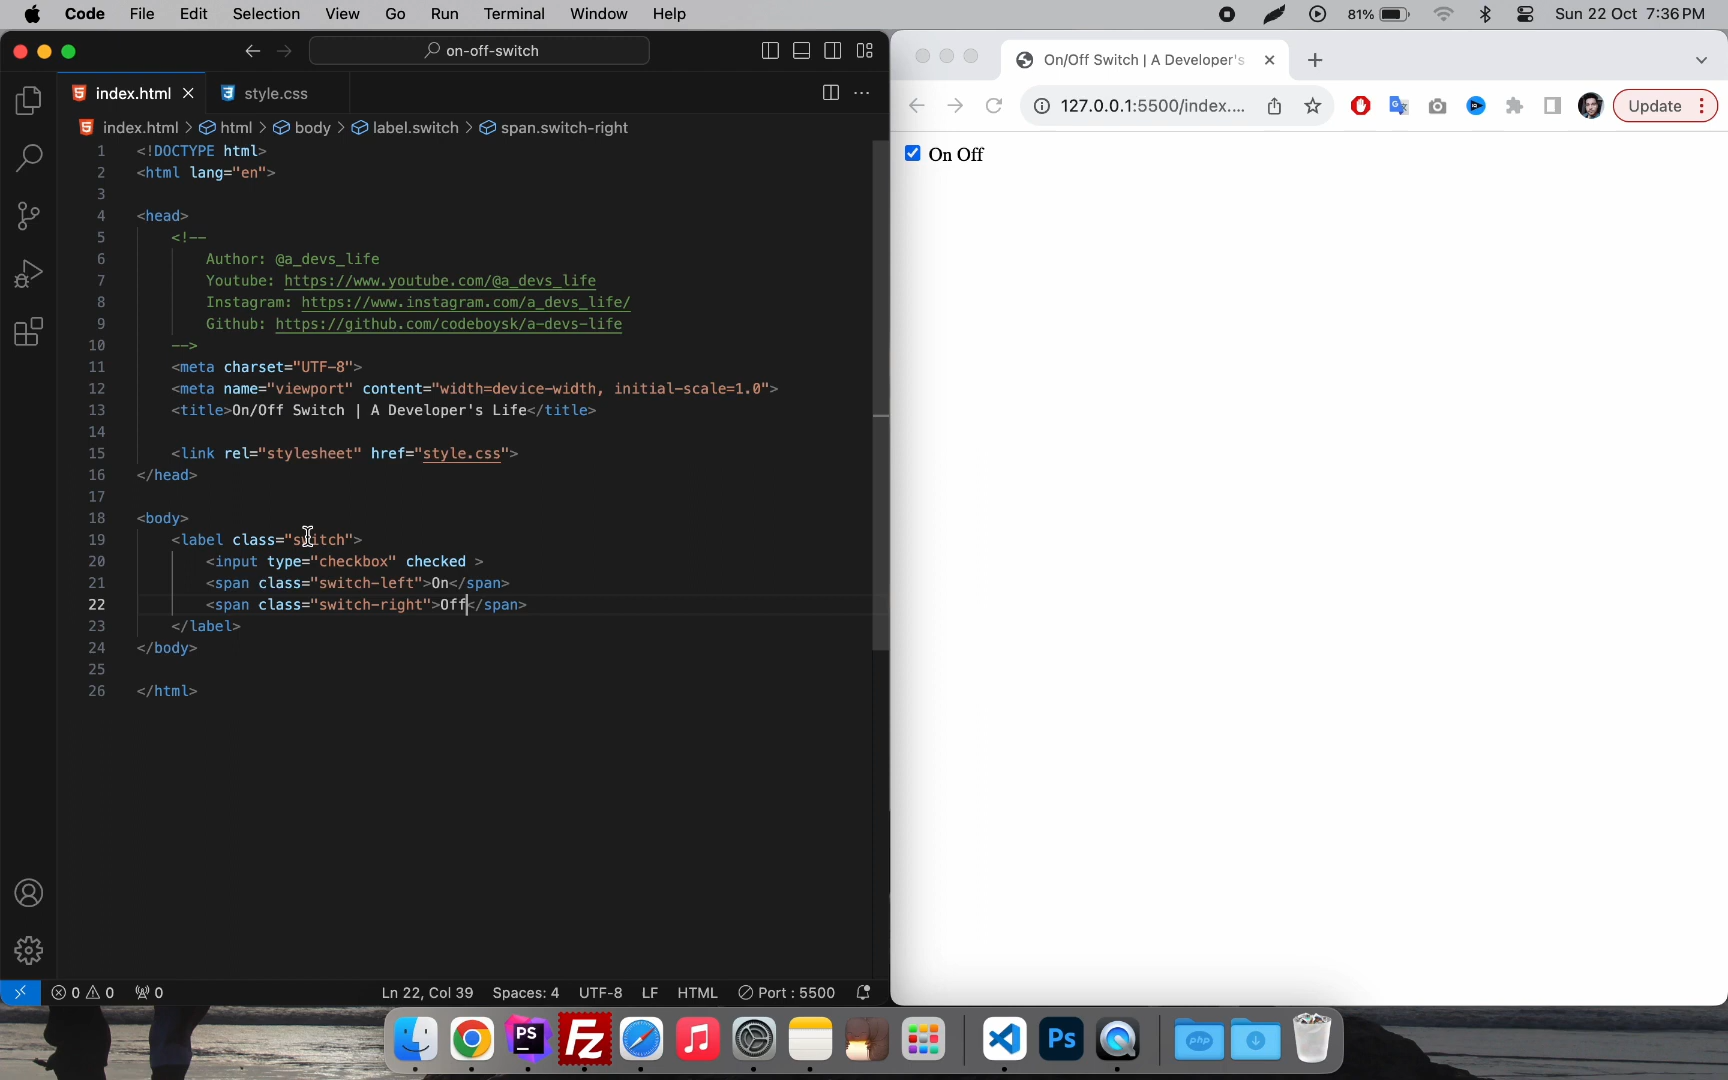 Code File Edit Selection View Go Run Terminal Window Help 81% Sun 22 Oct 7:36 PM
on-off-switch
index.html style.css
index.html > html > body > label.switch > span.switch-right
1 <!DOCTYPE html>
2 <html lang="en">
3
4 <head>
5 <!--
6 Author: @a_devs_life
7 Youtube: https://www.youtube.com/@a_devs_life
8 Instagram: https://www.instagram.com/a_devs_life/
9 Github: https://github.com/codeboysk/a-devs-life
10 -->
11 <meta charset="UTF-8">
12 <meta name="viewport" content="width=device-width, initial-scale=1.0">
13 <title>On/Off Switch | A Developer's Life</title>
14
15 <link rel="stylesheet" href="style.css">
16 </head>
17
18 <body>
19 <label class="switch">
20 <input type="checkbox" checked >
21 <span class="switch-left">On</span>
22 <span class="switch-right">Off</span>
23 </label>
24 </body>
25
26 </html>
0 0 0 Ln 22, Col 39 Spaces: 4 UTF-8 LF HTML Port : 5500
On/Off Switch | A Developer's
127.0.0.1:5500/index.... Update
On Off
PS Fz Ps php